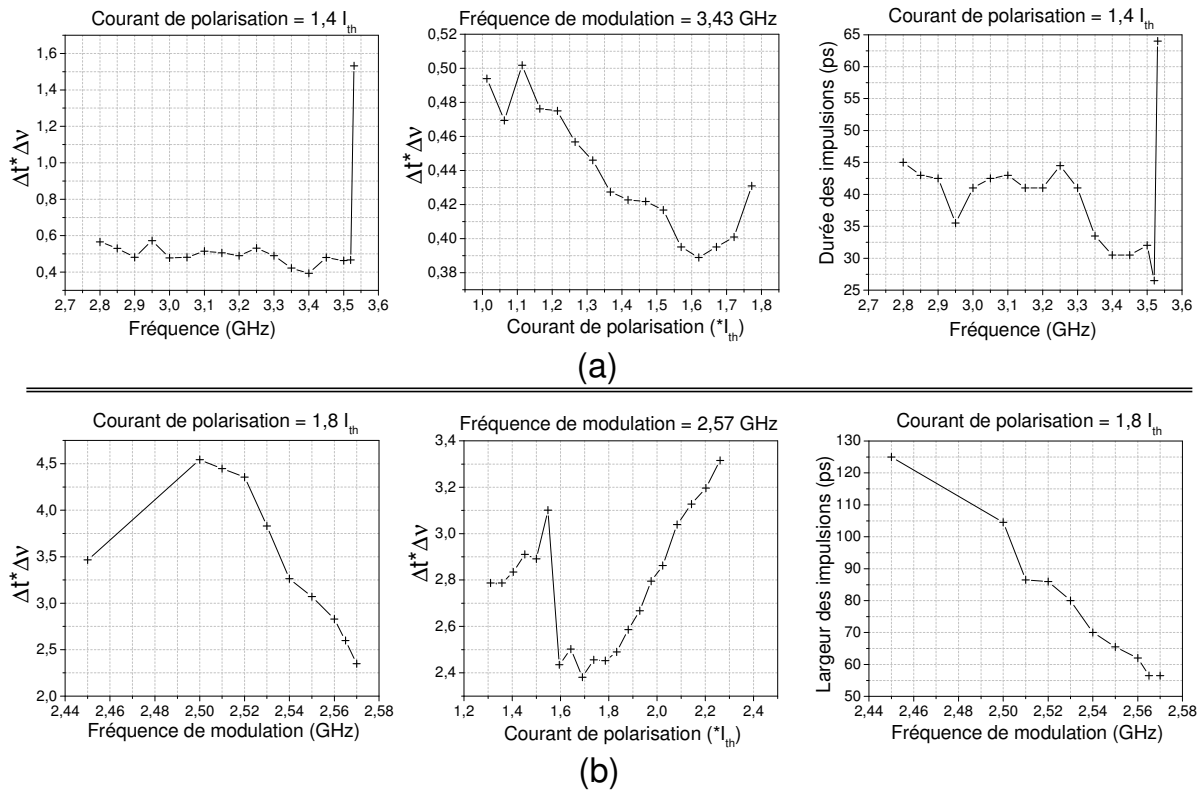 Courant de polarisation = 1,4 I_th
Δt*Δν
1,6
1,4
1,2
1,0
0,8
0,6
0,4
2,7 2,8 2,9 3,0 3,1 3,2 3,3 3,4 3,5 3,6
Fréquence (GHz)
Fréquence de modulation = 3,43 GHz
Δt*Δν
0,52
0,50
0,48
0,46
0,44
0,42
0,40
0,38
1,0 1,1 1,2 1,3 1,4 1,5 1,6 1,7 1,8
Courant de polarisation (*I_th)
Courant de polarisation = 1,4 I_th
Durée des impulsions (ps)
65
60
55
50
45
40
35
30
25
2,7 2,8 2,9 3,0 3,1 3,2 3,3 3,4 3,5 3,6
Fréquence (GHz)
(a)
Courant de polarisation = 1,8 I_th
Δt*Δν
4,5
4,0
3,5
3,0
2,5
2,0
2,44 2,46 2,48 2,50 2,52 2,54 2,56 2,58
Fréquence de modulation (GHz)
Fréquence de modulation = 2,57 GHz
Δt*Δν
3,4
3,2
3,0
2,8
2,6
2,4
1,2 1,4 1,6 1,8 2,0 2,2 2,4
Courant de polarisation (*I_th)
Courant de polarisation = 1,8 I_th
Largeur des impulsions (ps)
130
120
110
100
90
80
70
60
50
2,44 2,46 2,48 2,50 2,52 2,54 2,56 2,58
Fréquence de modulation (GHz)
(b)